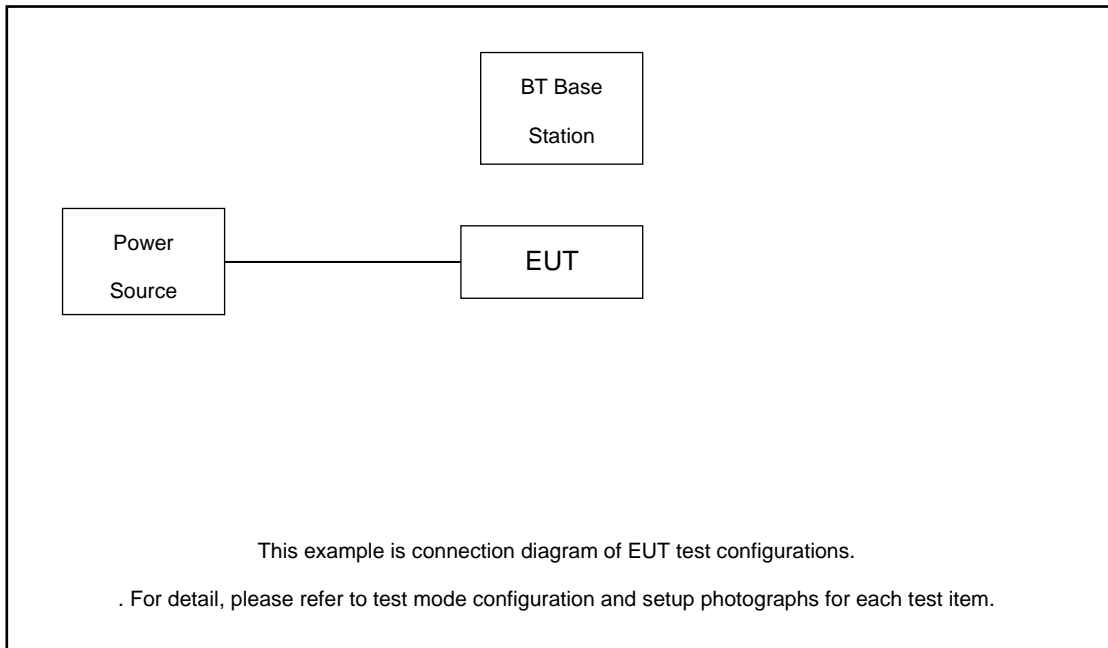 BT Base
Station
Power
Source
EUT
This example is connection diagram of EUT test configurations.
. For detail, please refer to test mode configuration and setup photographs for each test item.